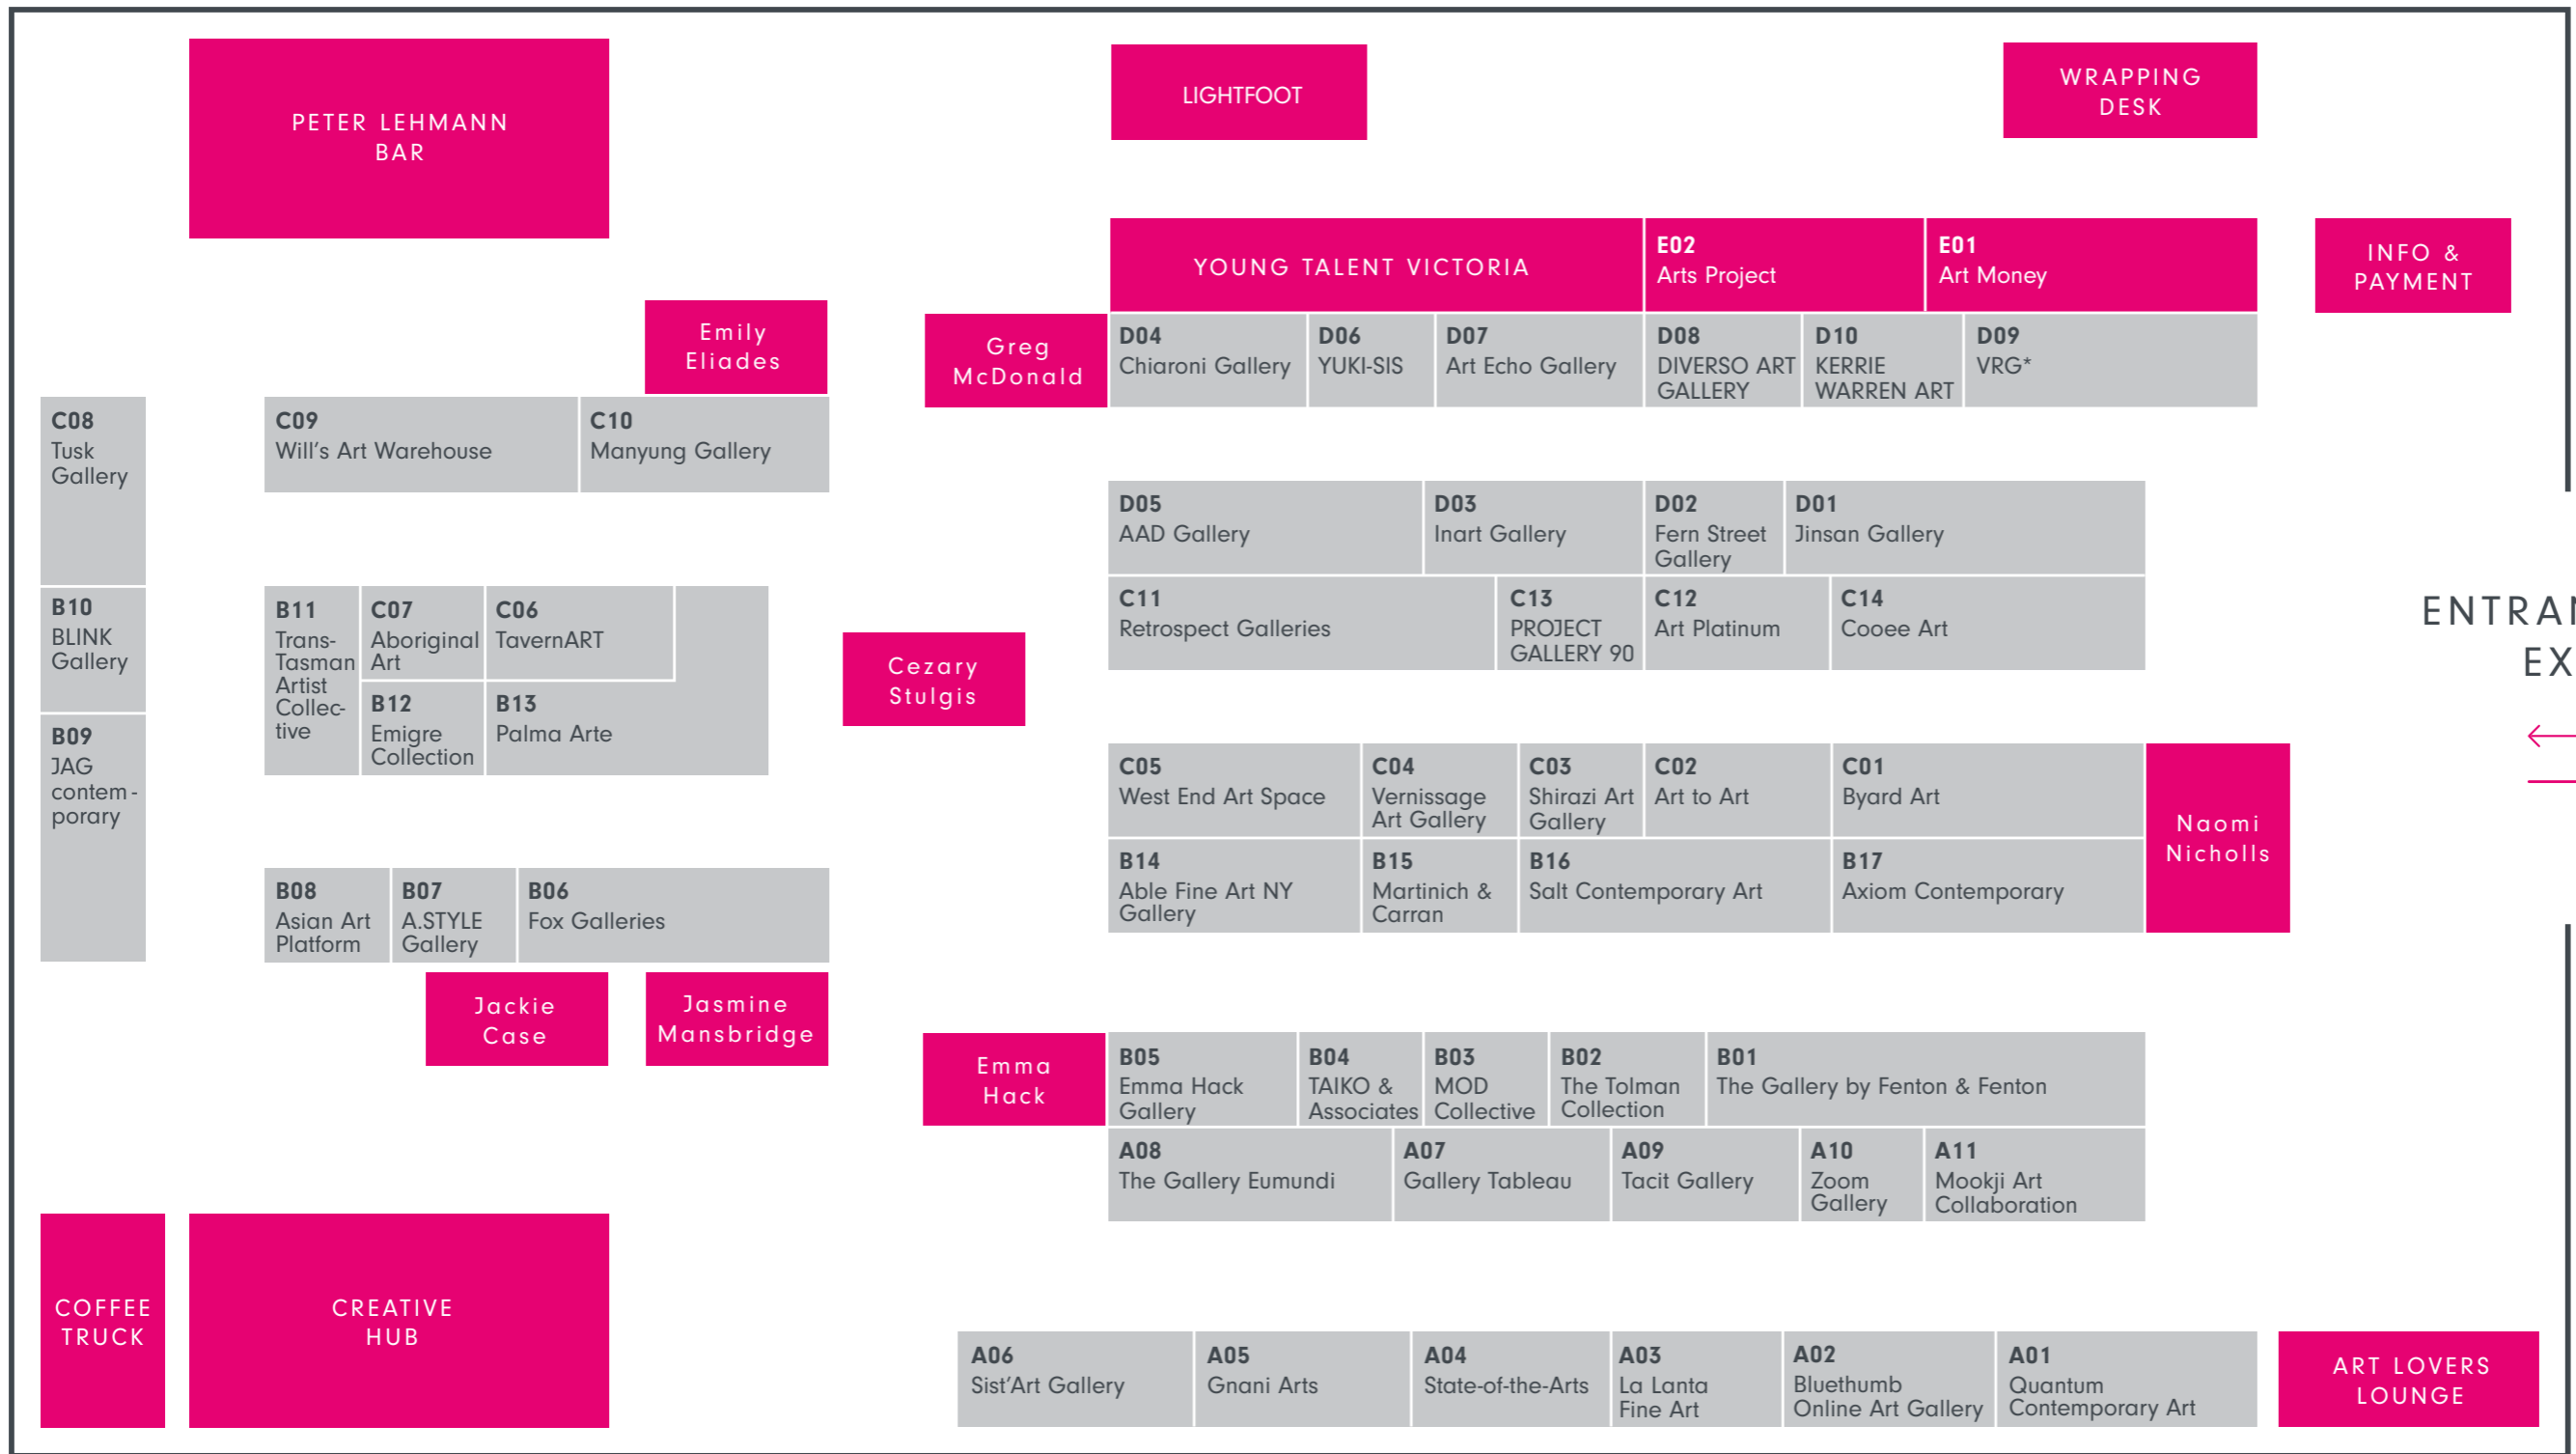 PETER LEHMANN
BAR
LIGHTFOOT
WRAPPING
DESK
YOUNG TALENT VICTORIA
E02
Arts Project
E01
Art Money
INFO &
PAYMENT
Emily
Eliades
Greg
McDonald
D04
Chiaroni Gallery
D06
YUKI-SIS
D07
Art Echo Gallery
D08
DIVERSO ART
GALLERY
D10
KERRIE
WARREN ART
D09
VRG*
C08
Tusk
Gallery
C09
Will's Art Warehouse
C10
Manyung Gallery
D05
AAD Gallery
D03
Inart Gallery
D02
Fern Street
Gallery
D01
Jinsan Gallery
B10
BLINK
Gallery
B11
Trans-
Tasman
Artist
Collec-
tive
C07
Aboriginal
Art
C06
TavernART
C11
Retrospect Galleries
C13
PROJECT
GALLERY 90
C12
Art Platinum
C14
Cooee Art
ENTRAN
EX
Cezary
Stulgis
B12
Emigre
Collection
B13
Palma Arte
B09
JAG
contem-
porary
C05
West End Art Space
C04
Vernissage
Art Gallery
C03
Shirazi Art
Gallery
C02
Art to Art
C01
Byard Art
Naomi
Nicholls
B14
Able Fine Art NY
Gallery
B15
Martinich &
Carran
B16
Salt Contemporary Art
B17
Axiom Contemporary
B08
Asian Art
Platform
B07
A.STYLE
Gallery
B06
Fox Galleries
Jackie
Case
Jasmine
Mansbridge
Emma
Hack
B05
Emma Hack
Gallery
B04
TAIKO &
Associates
B03
MOD
Collective
B02
The Tolman
Collection
B01
The Gallery by Fenton & Fenton
A08
The Gallery Eumundi
A07
Gallery Tableau
A09
Tacit Gallery
A10
Zoom
Gallery
A11
Mookji Art
Collaboration
COFFEE
TRUCK
CREATIVE
HUB
A06
Sist'Art Gallery
A05
Gnani Arts
A04
State-of-the-Arts
A03
La Lanta
Fine Art
A02
Bluethumb
Online Art Gallery
A01
Quantum
Contemporary Art
ART LOVERS
LOUNGE